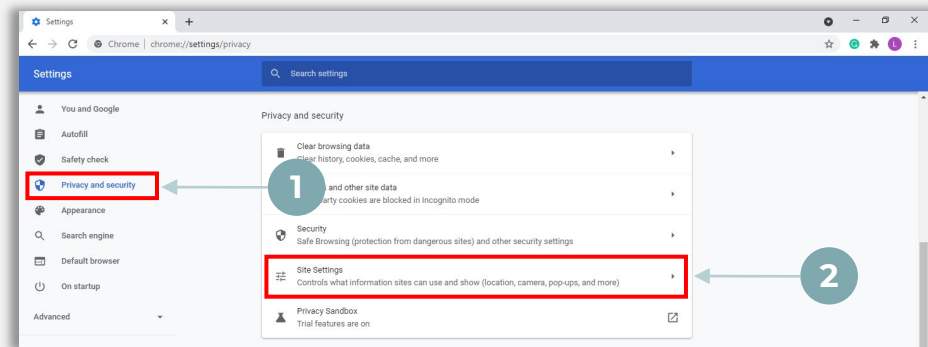 Settings
Chrome | chrome://settings/privacy
L
Settings
Search settings
You and Google
Autofill
Safety check
Privacy and security
Appearance
Search engine
Default browser
On startup
Advanced
Privacy and security
Clear browsing data
Clear history, cookies, cache, and more
and other site data
party cookies are blocked in Incognito mode
Security
Safe Browsing (protection from dangerous sites) and other security settings
Site Settings
Controls what information sites can use and show (location, camera, pop-ups, and more)
Privacy Sandbox
Trial features are on
1
2